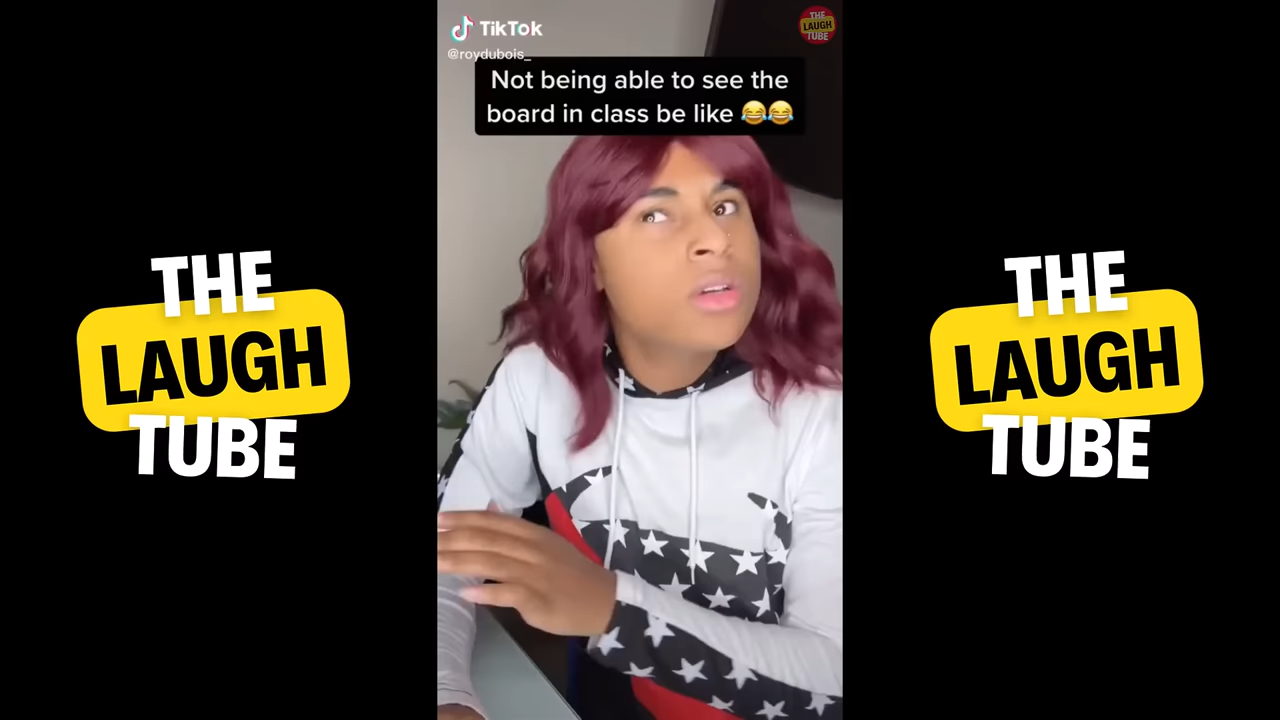 THE
LAUGH
TUBE
TikTok
@roydubois_
Not being able to see the
board in class be like 😂😂
THE
LAUGH
TUBE
THE
LAUGH
TUBE